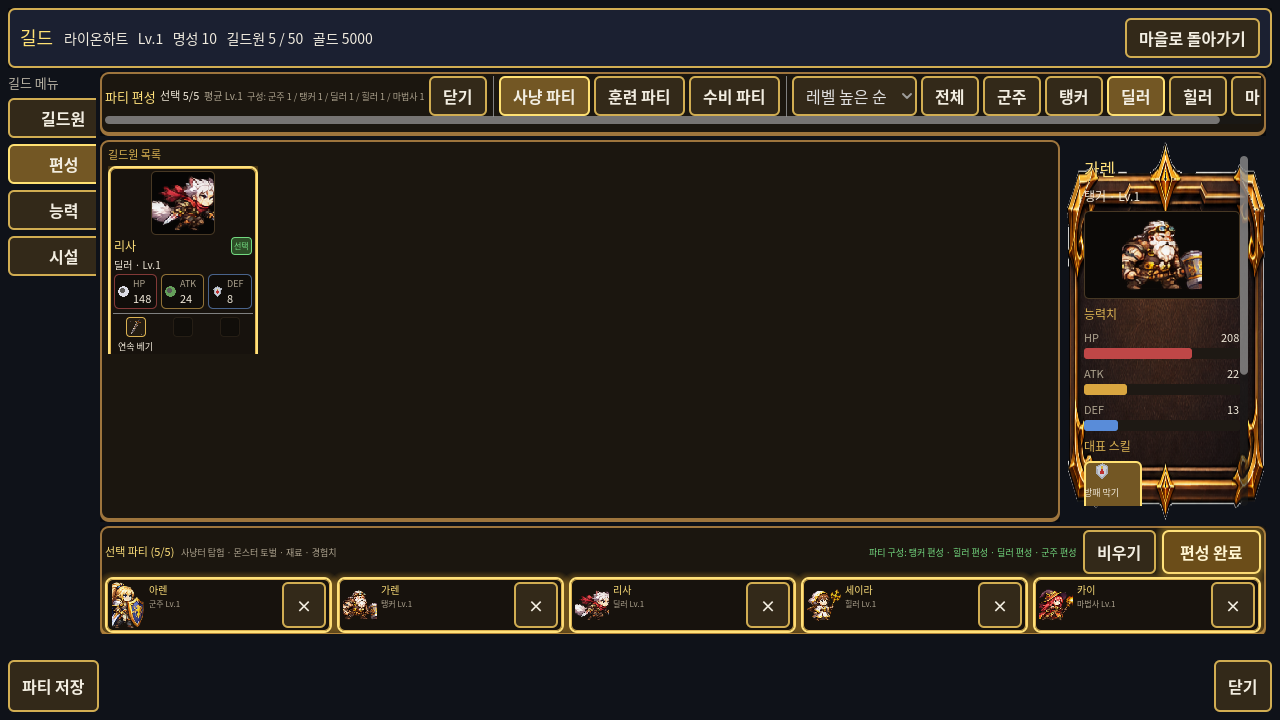 길드 라이온하트 Lv.1 명성 10 길드원 5 / 50 골드 5000
마을로 돌아가기
길드 메뉴
길드원
편성
능력
시설
파티 편성 선택 5/5 평균 Lv.1 구성: 군주 1 / 탱커 1 / 딜러 1 / 힐러 1 / 마법사 1
닫기
사냥 파티
훈련 파티
수비 파티
레벨 높은 순
전체
군주
탱커
딜러
힐러
마
길드원 목록
리사
선택
딜러 · Lv.1
HP
148
ATK
24
DEF
8
연속 베기
가렌
탱커 · Lv.1
능력치
HP 208
ATK 22
DEF 13
대표 스킬
방패 막기
선택 파티 (5/5) 사냥터 탐험 · 몬스터 토벌 · 재료 · 경험치
파티 구성: 탱커 편성 · 힐러 편성 · 딜러 편성 · 군주 편성
비우기
편성 완료
아렌
군주 Lv.1
×
가렌
탱커 Lv.1
×
리사
딜러 Lv.1
×
세이라
힐러 Lv.1
×
카이
마법사 Lv.1
×
파티 저장
닫기